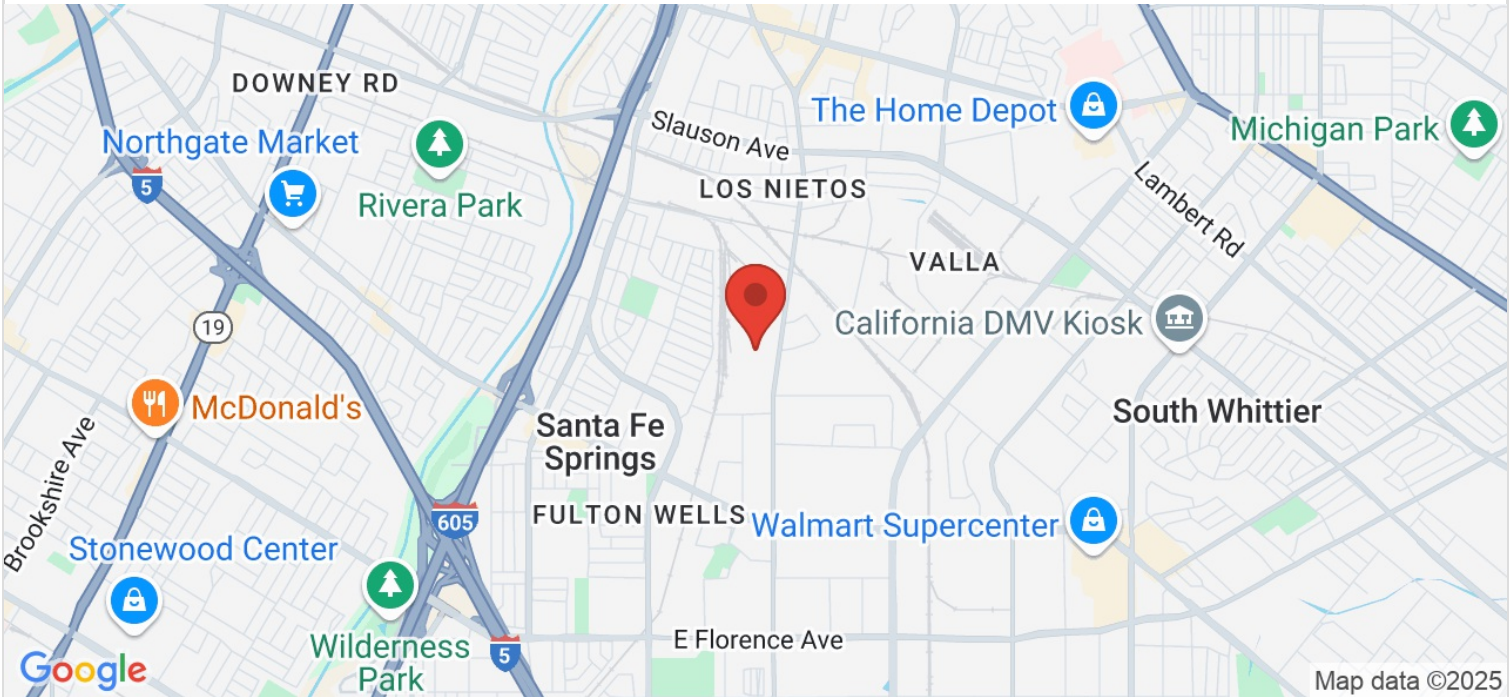 DOWNEY RD
Northgate Market
5
Rivera Park
Slauson Ave
The Home Depot
Michigan Park
LOS NIETOS
Lambert Rd
VALLA
19
California DMV Kiosk
McDonald's
Brookshire Ave
Santa Fe
Springs
South Whittier
605
FULTON WELLS
Walmart Supercenter
Stonewood Center
Wilderness
Park
5
E Florence Ave
Google
Map data ©2025